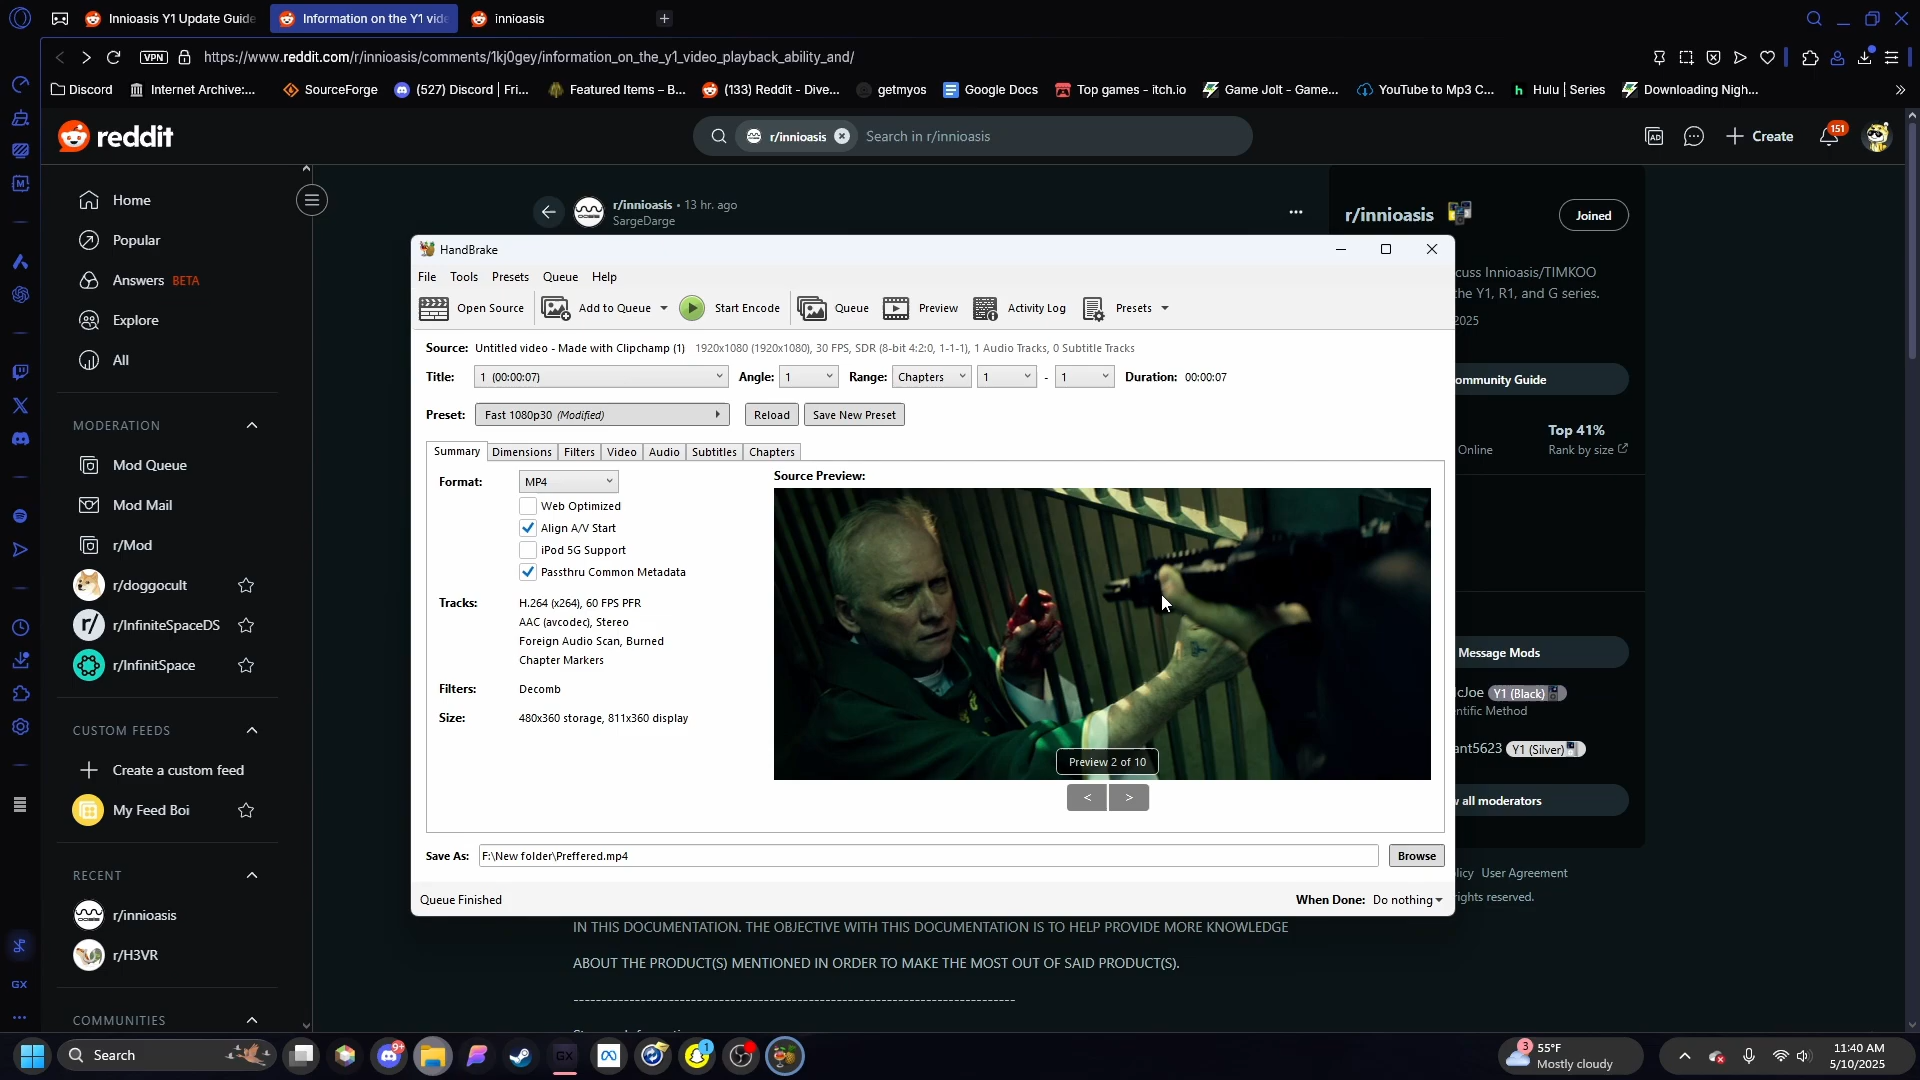 Innioasis Y1 Update Guide
Information on the Y1 vide
innioasis
VPN
https://www.reddit.com/r/innioasis/comments/1kj0gey/information_on_the_y1_video_playback_ability_and/
Discord
Internet Archive:...
SourceForge
(527) Discord | Fri...
Featured Items – B...
(133) Reddit - Dive...
getmyos
Google Docs
Top games - itch.io
Game Jolt - Game...
YouTube to Mp3 C...
Hulu | Series
Downloading Nigh...
reddit
r/innioasis
Search in r/innioasis
Create
151
Home
Popular
Answers BETA
Explore
All
MODERATION
Mod Queue
Mod Mail
r/Mod
r/doggocult
r/InfiniteSpaceDS
r/InfinitSpace
CUSTOM FEEDS
Create a custom feed
My Feed Boi
RECENT
r/innioasis
r/H3VR
COMMUNITIES
r/innioasis • 13 hr. ago
SargeDarge
r/innioasis
Joined
cuss Innioasis/TIMKOO
the Y1, R1, and G series.
2025
ommunity Guide
Top 41%
Online
Rank by size
Message Mods
cJoe Y1 (Black)
ntific Method
ant5623 Y1 (Silver)
all moderators
licy User Agreement
ights reserved.
HandBrake
File Tools Presets Queue Help
Open Source
Add to Queue
Start Encode
Queue
Preview
Activity Log
Presets
Source: Untitled video - Made with Clipchamp (1) 1920x1080 (1920x1080), 30 FPS, SDR (8-bit 4:2:0, 1-1-1), 1 Audio Tracks, 0 Subtitle Tracks
Title: 1 (00:00:07) Angle: 1 Range: Chapters 1 - 1 Duration: 00:00:07
Preset: Fast 1080p30 (Modified) Reload Save New Preset
Summary Dimensions Filters Video Audio Subtitles Chapters
Format: MP4
Web Optimized
Align A/V Start
iPod 5G Support
Passthru Common Metadata
Tracks: H.264 (x264), 60 FPS PFR
AAC (avcodec), Stereo
Foreign Audio Scan, Burned
Chapter Markers
Filters: Decomb
Size: 480x360 storage, 811x360 display
Source Preview:
Preview 2 of 10
< >
Save As: F:\New folder\Preffered.mp4 Browse
Queue Finished
When Done: Do nothing
IN THIS DOCUMENTATION. THE OBJECTIVE WITH THIS DOCUMENTATION IS TO HELP PROVIDE MORE KNOWLEDGE
ABOUT THE PRODUCT(S) MENTIONED IN ORDER TO MAKE THE MOST OUT OF SAID PRODUCT(S).
GX
Search
9+
GX
1
3
55°F
Mostly cloudy
11:40 AM
5/10/2025